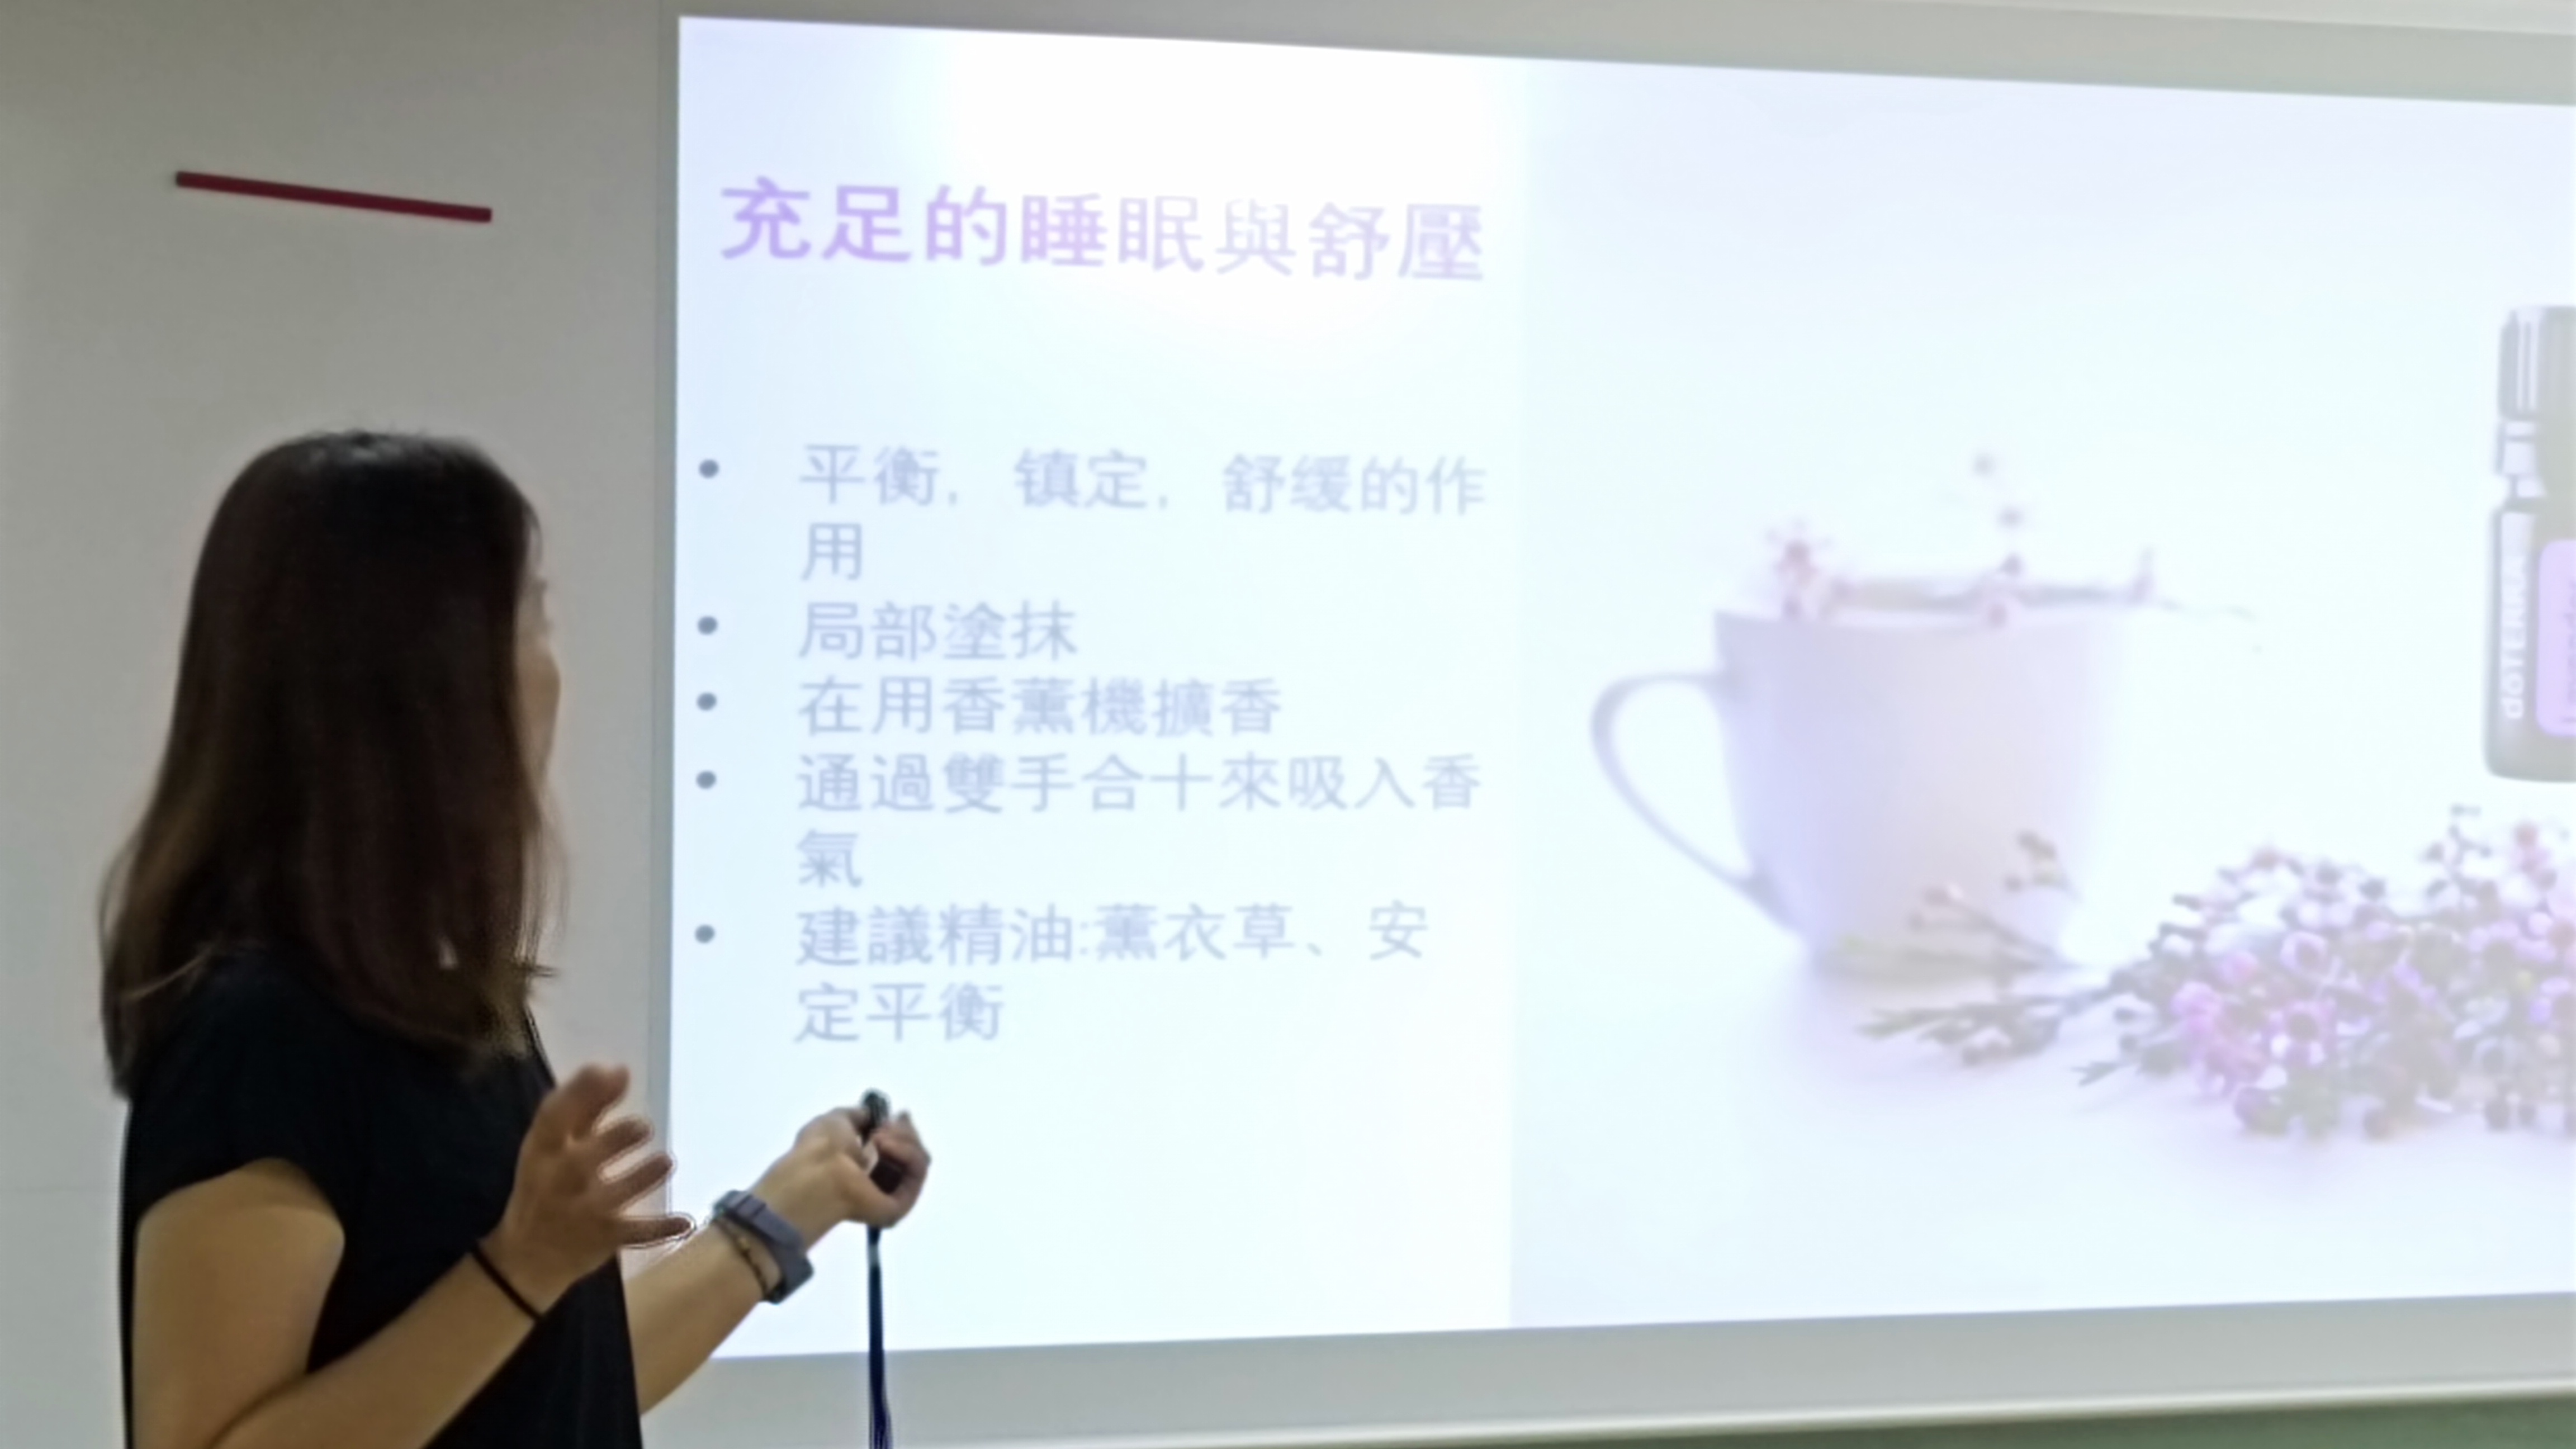 充足的睡眠與舒壓
平衡，镇定，舒缓的作
用
局部塗抹
在用香薰機擴香
通過雙手合十來吸入香
氣
建議精油:薰衣草、安
定平衡
dōTERRA